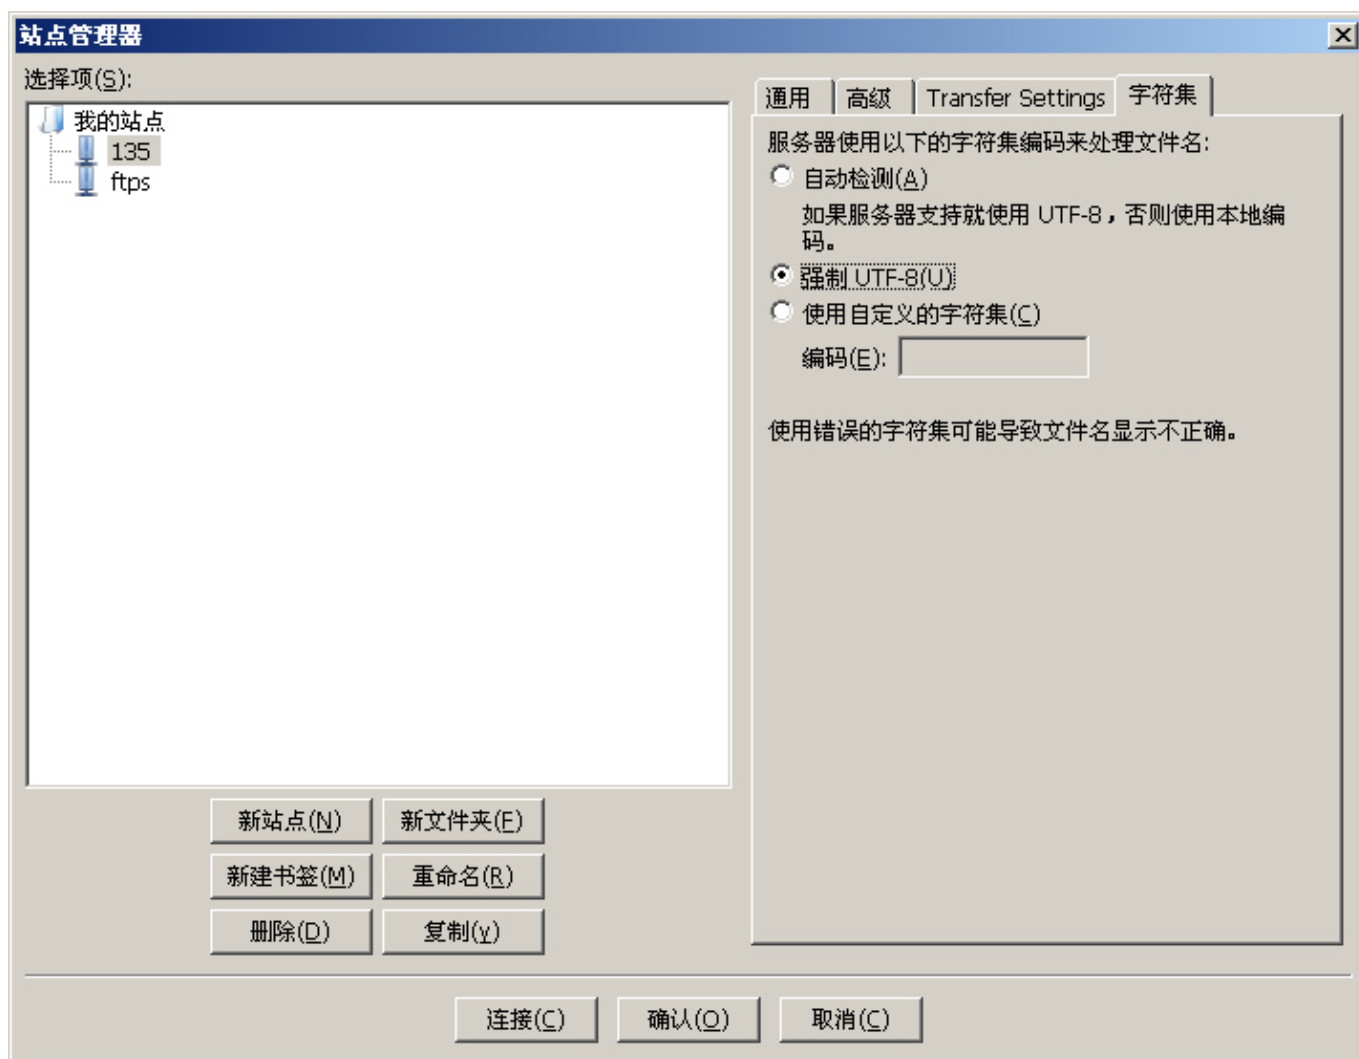 站点管理器
选择项(S):
我的站点
135
ftps
新站点(N)
新文件夹(F)
新建书签(M)
重命名(R)
删除(D)
复制(y)
通用
高级
Transfer Settings
字符集
服务器使用以下的字符集编码来处理文件名:
自动检测(A)
如果服务器支持就使用 UTF-8，否则使用本地编
码。
强制 UTF-8(U)
使用自定义的字符集(C)
编码(E):
使用错误的字符集可能导致文件名显示不正确。
连接(C)
确认(O)
取消(C)